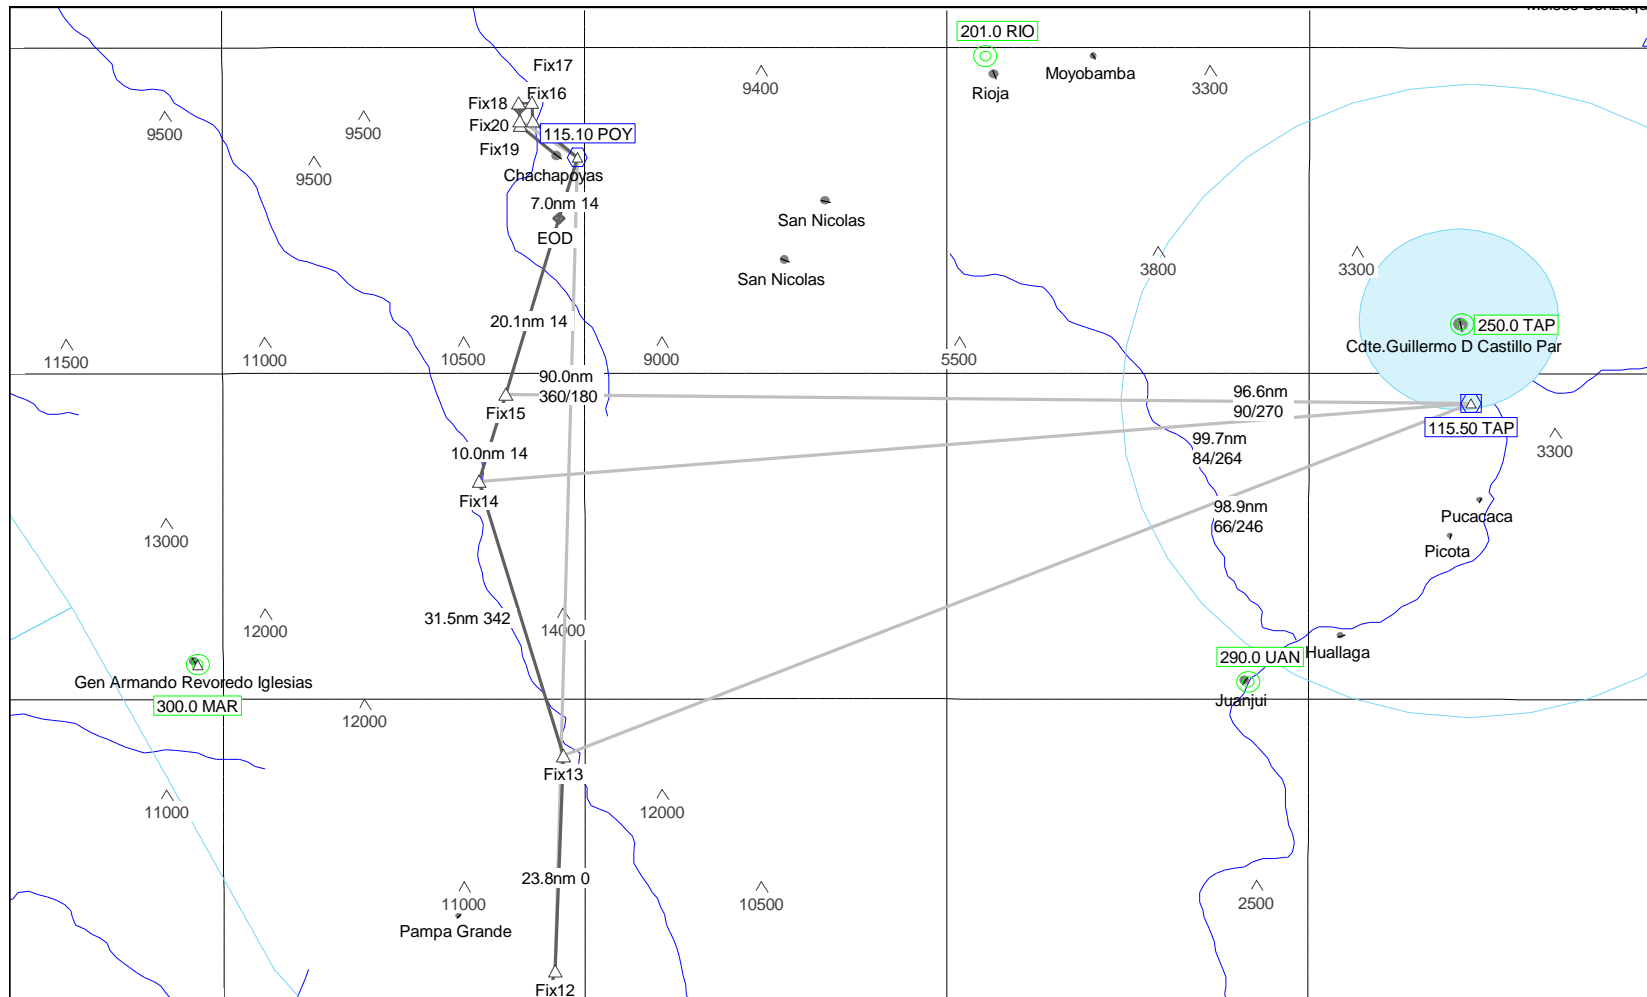 201.0 RIO
Fix17
Moyobamba
9400
3300
Rioja
Fix16
Fix18
9500
9500
Fix20
115.10 POY
Fix19
9500
Chachapoyas
7.0nm 14
San Nicolas
EOD
San Nicolas
3800
3300
20.1nm 14
250.0 TAP
Cdte.Guillermo D Castillo Par
11500
11000
10500
9000
5500
90.0nm
360/180
96.6nm
90/270
Fix15
115.50 TAP
99.7nm
84/264
3300
10.0nm 14
Fix14
98.9nm
66/246
Pucacaca
13000
Picota
31.5nm 342
12000
14000
Huallaga
290.0 UAN
Gen Armando Revoredo Iglesias
300.0 MAR
Juanjui
12000
Fix13
11000
12000
23.8nm 0
11000
10500
2500
Pampa Grande
Fix12